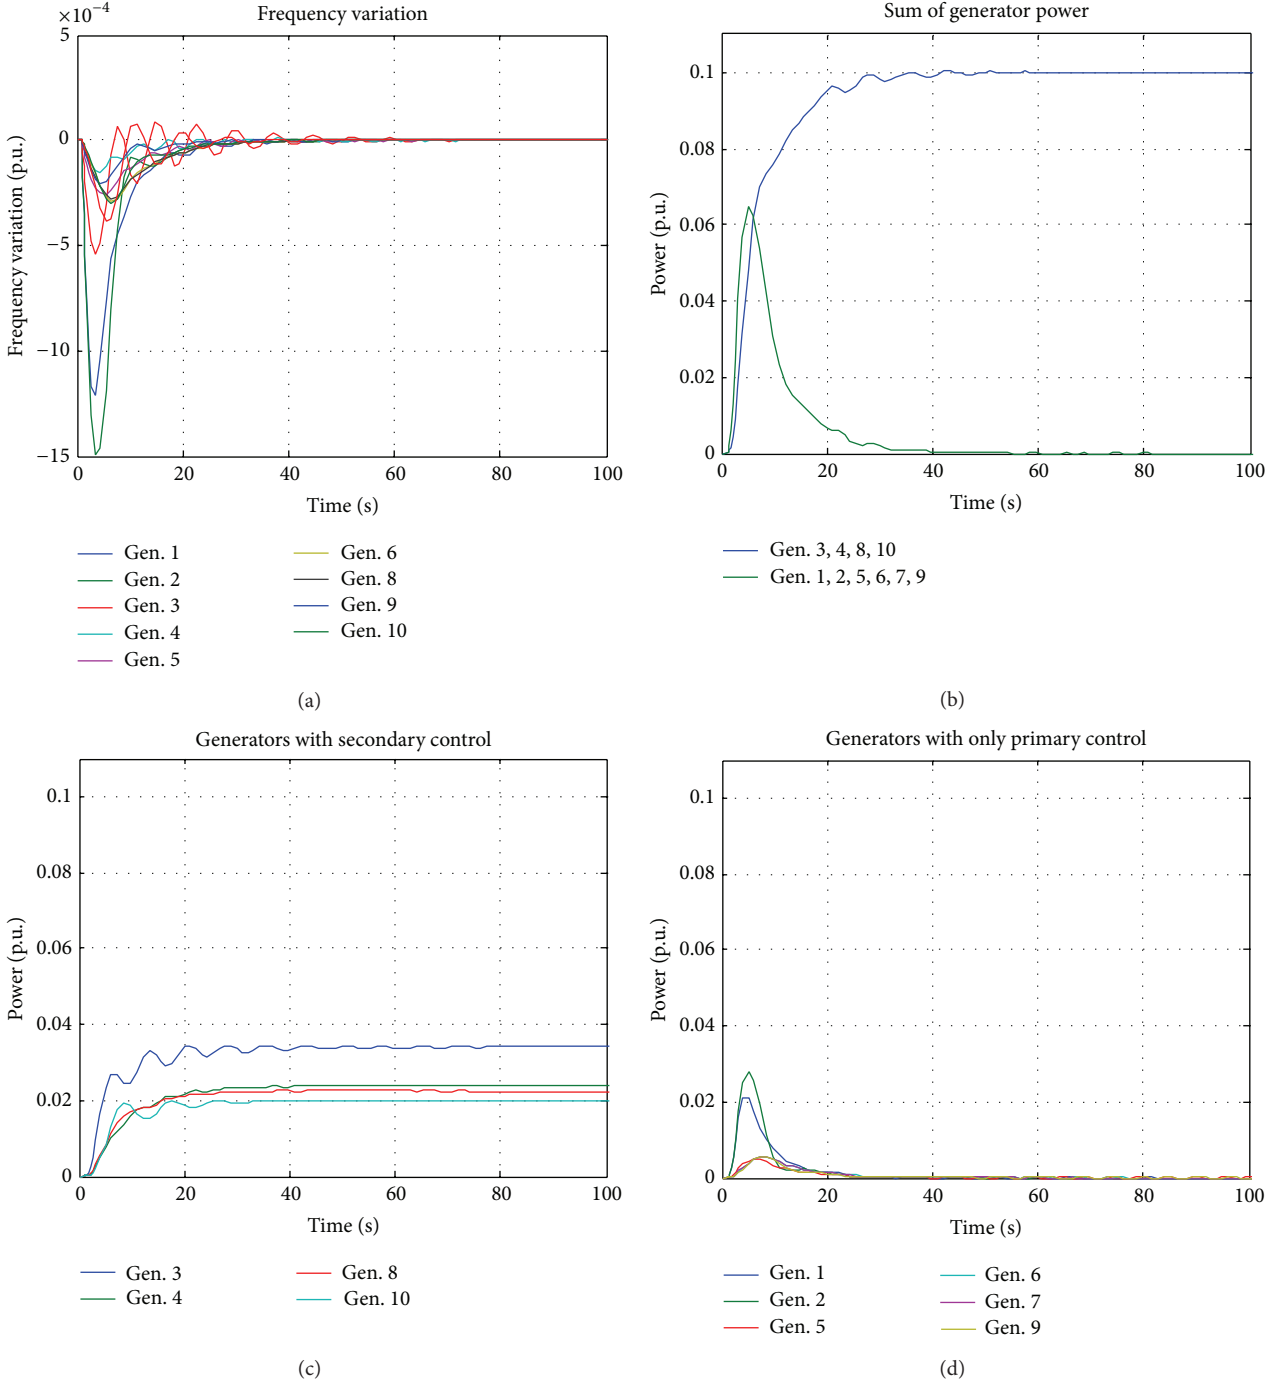 Frequency variation
×10−4
5
0
−5
−10
−15
Frequency variation (p.u.)
0 20 40 60 80 100
Time (s)
Gen. 1
Gen. 2
Gen. 3
Gen. 4
Gen. 5
Gen. 6
Gen. 8
Gen. 9
Gen. 10
(a)
Sum of generator power
0.1
0.08
0.06
0.04
0.02
0
Power (p.u.)
0 20 40 60 80 100
Time (s)
Gen. 3, 4, 8, 10
Gen. 1, 2, 5, 6, 7, 9
(b)
Generators with secondary control
0.1
0.08
0.06
0.04
0.02
0
Power (p.u.)
0 20 40 60 80 100
Time (s)
Gen. 3
Gen. 4
Gen. 8
Gen. 10
(c)
Generators with only primary control
0.1
0.08
0.06
0.04
0.02
0
Power (p.u.)
0 20 40 60 80 100
Time (s)
Gen. 1
Gen. 2
Gen. 5
Gen. 6
Gen. 7
Gen. 9
(d)